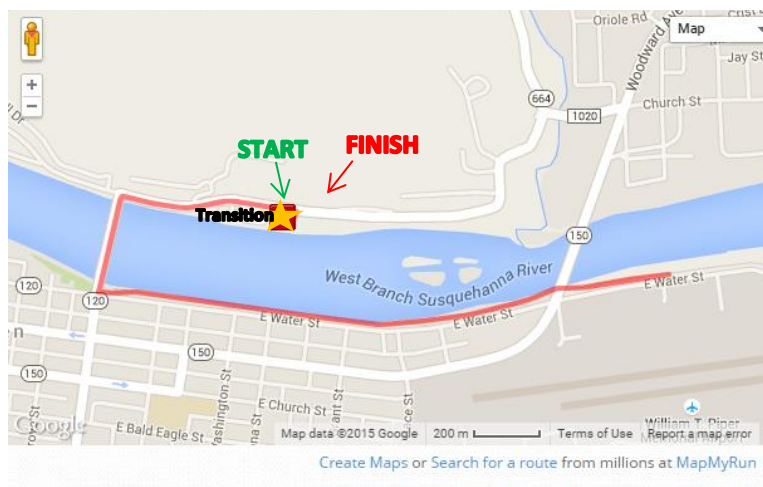 Oriole Rd
Map
Jay St
Woodward Ave
664
1020
Church St
START
FINISH
Transition
150
West Branch Susquehanna River
120
120
E Water St
E Water St
E Water St
150
150
E Church St
Washington St
E Bald Eagle St
William T. Piper
Memorial Airport
Google
Map data ©2015 Google
200 m
Terms of Use
Report a map error
Create Maps or Search for a route from millions at MapMyRun